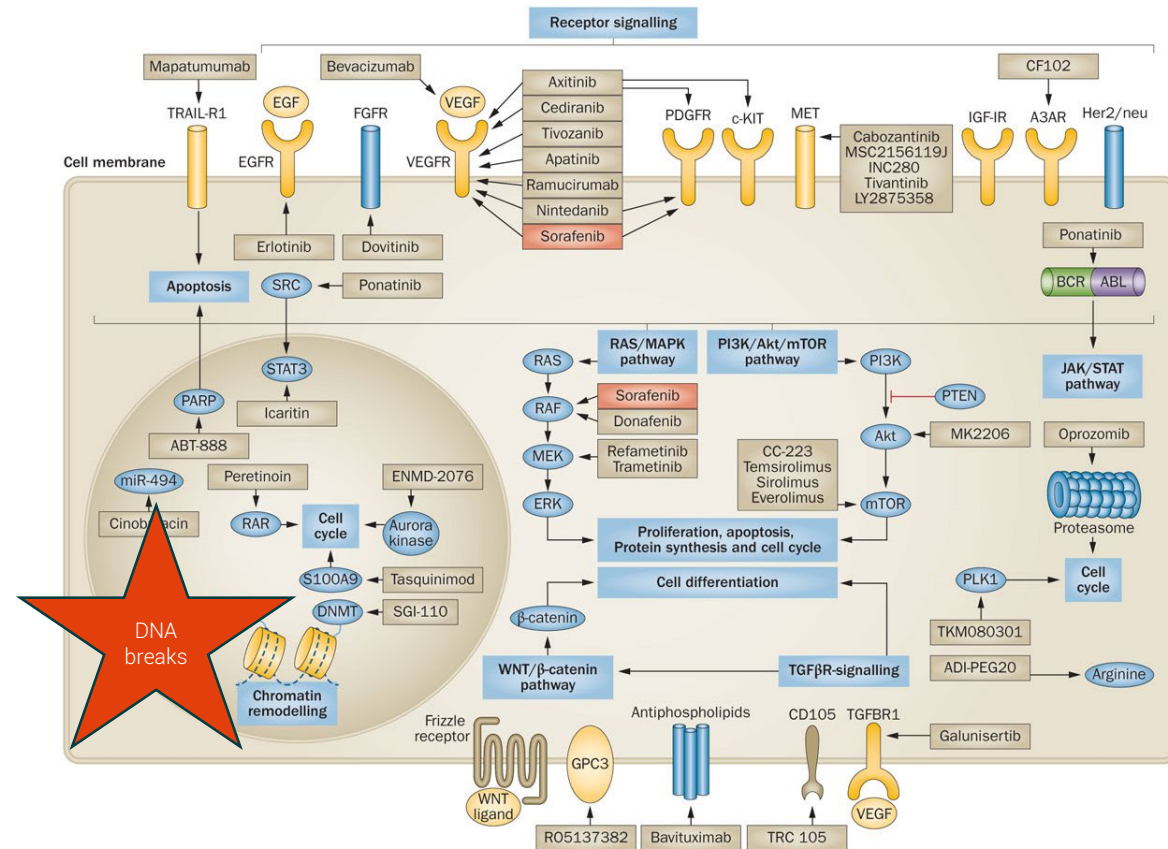 Receptor signalling
Mapatumumab
Bevacizumab
CF102
Axitinib
Cediranib
Tivozanib
Apatinib
Ramucirumab
Nintedanib
Sorafenib
EGF
VEGF
TRAIL-R1
FGFR
PDGFR
c-KIT
MET
IGF-IR
A3AR
Her2/neu
Cell membrane
EGFR
VEGFR
Cabozantinib
MSC2156119J
INC280
Tivantinib
LY2875358
Erlotinib
Dovitinib
Ponatinib
Apoptosis
SRC
Ponatinib
BCR
ABL
RAS/MAPK
pathway
PI3K/Akt/mTOR
pathway
RAS
PI3K
JAK/STAT
pathway
STAT3
PARP
Icaritin
RAF
Sorafenib
Donafenib
PTEN
ABT-888
MEK
Refametinib
Trametinib
Akt
MK2206
Oprozomib
CC-223
Temsirolimus
Sirolimus
Everolimus
miR-494
Peretinoin
ENMD-2076
ERK
mTOR
RAR
Cell
cycle
Aurora
kinase
Proteasome
Proliferation, apoptosis,
Protein synthesis and cell cycle
Cell differentiation
S100A9
Tasquinimod
PLK1
Cell
cycle
DNMT
SGI-110
β-catenin
TKM080301
DNA
breaks
Chromatin
remodelling
WNT/β-catenin
pathway
TGFβR-signalling
ADI-PEG20
Arginine
Frizzle
receptor
Antiphospholipids
CD105
TGFBR1
Galunisertib
GPC3
WNT
ligand
VEGF
RO5137382
Bavituximab
TRC 105